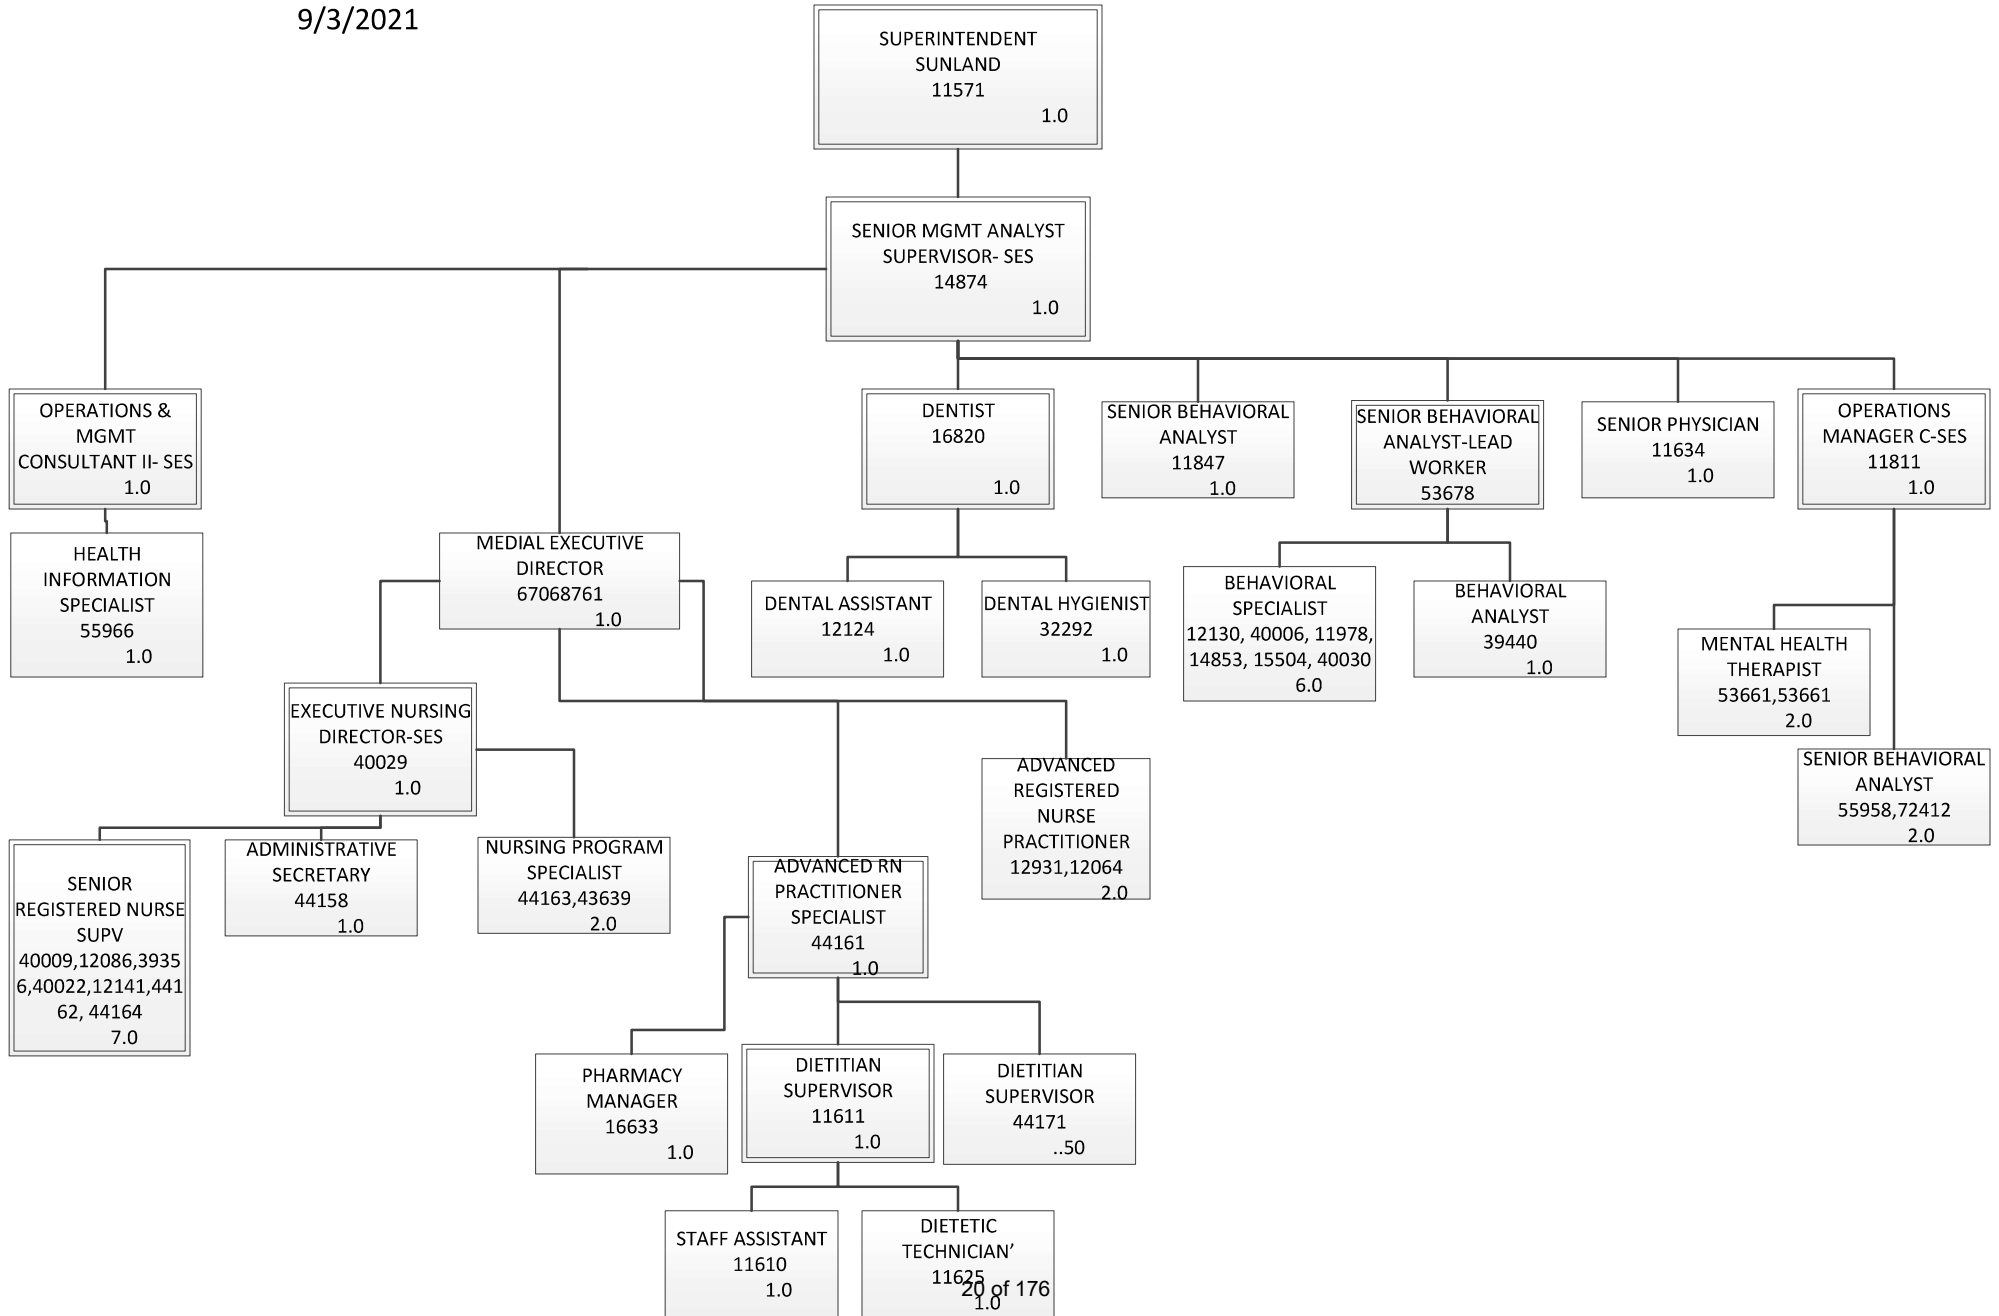 9/3/2021
SUPERINTENDENT
SUNLAND
11571
1.0
SENIOR MGMT ANALYST
SUPERVISOR- SES
14874
1.0
OPERATIONS &
MGMT
CONSULTANT II- SES
1.0
DENTIST
16820
1.0
SENIOR BEHAVIORAL
ANALYST
11847
1.0
SENIOR BEHAVIORAL
ANALYST-LEAD
WORKER
53678
SENIOR PHYSICIAN
11634
1.0
OPERATIONS
MANAGER C-SES
11811
1.0
HEALTH
INFORMATION
SPECIALIST
55966
1.0
MEDIAL EXECUTIVE
DIRECTOR
67068761
1.0
DENTAL ASSISTANT
12124
1.0
DENTAL HYGIENIST
32292
1.0
BEHAVIORAL
SPECIALIST
12130, 40006, 11978,
14853, 15504, 40030
6.0
BEHAVIORAL
ANALYST
39440
1.0
MENTAL HEALTH
THERAPIST
53661,53661
2.0
EXECUTIVE NURSING
DIRECTOR-SES
40029
1.0
ADVANCED
REGISTERED
NURSE
PRACTITIONER
12931,12064
2.0
SENIOR BEHAVIORAL
ANALYST
55958,72412
2.0
SENIOR
REGISTERED NURSE
SUPV
40009,12086,3935
6,40022,12141,441
62, 44164
7.0
ADMINISTRATIVE
SECRETARY
44158
1.0
NURSING PROGRAM
SPECIALIST
44163,43639
2.0
ADVANCED RN
PRACTITIONER
SPECIALIST
44161
1.0
PHARMACY
MANAGER
16633
1.0
DIETITIAN
SUPERVISOR
11611
1.0
DIETITIAN
SUPERVISOR
44171
..50
STAFF ASSISTANT
11610
1.0
DIETETIC
TECHNICIAN’
11625
1.0
20 of 176